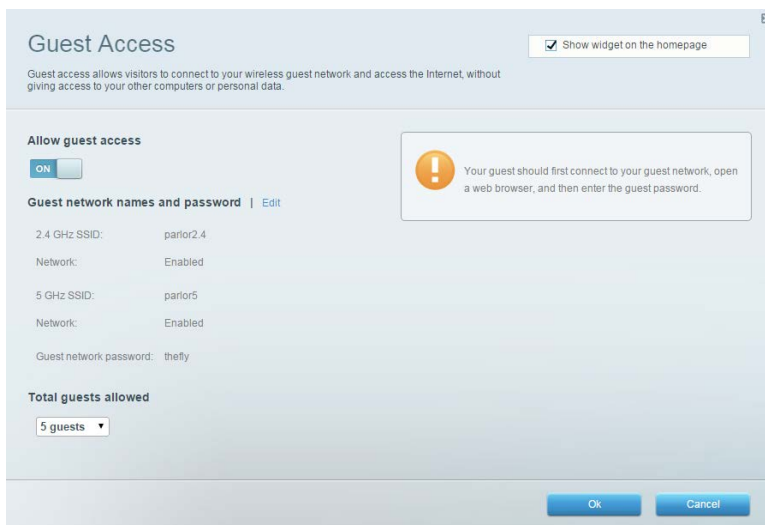 Guest Access
Show widget on the homepage
Guest access allows visitors to connect to your wireless guest network and access the Internet, without
giving access to your other computers or personal data.
Allow guest access
ON
Your guest should first connect to your guest network, open
a web browser, and then enter the guest password.
Guest network names and password | Edit
2.4 GHz SSID: parlor2.4
Network: Enabled
5 GHz SSID: parlor5
Network: Enabled
Guest network password: thefly
Total guests allowed
5 guests
Ok Cancel